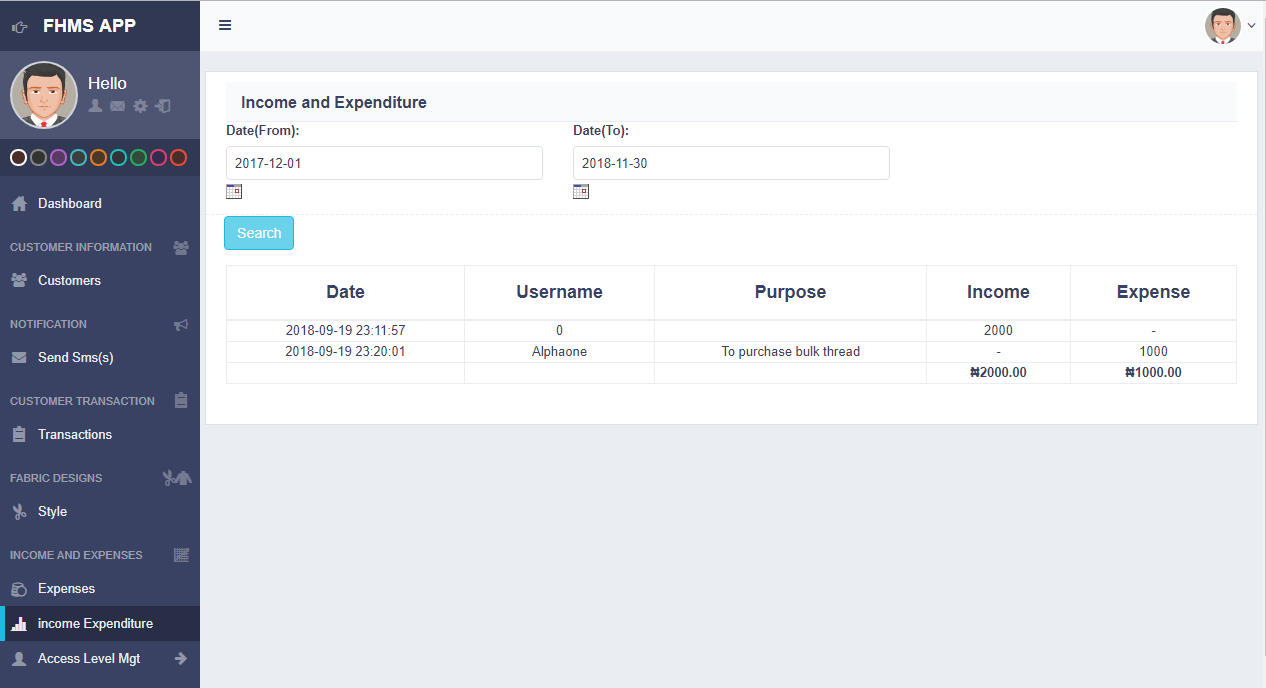 FHMS APP
Hello
Dashboard
CUSTOMER INFORMATION
Customers
NOTIFICATION
Send Sms(s)
CUSTOMER TRANSACTION
Transactions
FABRIC DESIGNS
Style
INCOME AND EXPENSES
Expenses
income Expenditure
Access Level Mgt
Income and Expenditure
Date(From): Date(To):
2017-12-01 2018-11-30
Search
Date Username Purpose Income Expense
2018-09-19 23:11:57 0 2000 -
2018-09-19 23:20:01 Alphaone To purchase bulk thread - 1000
₦2000.00 ₦1000.00